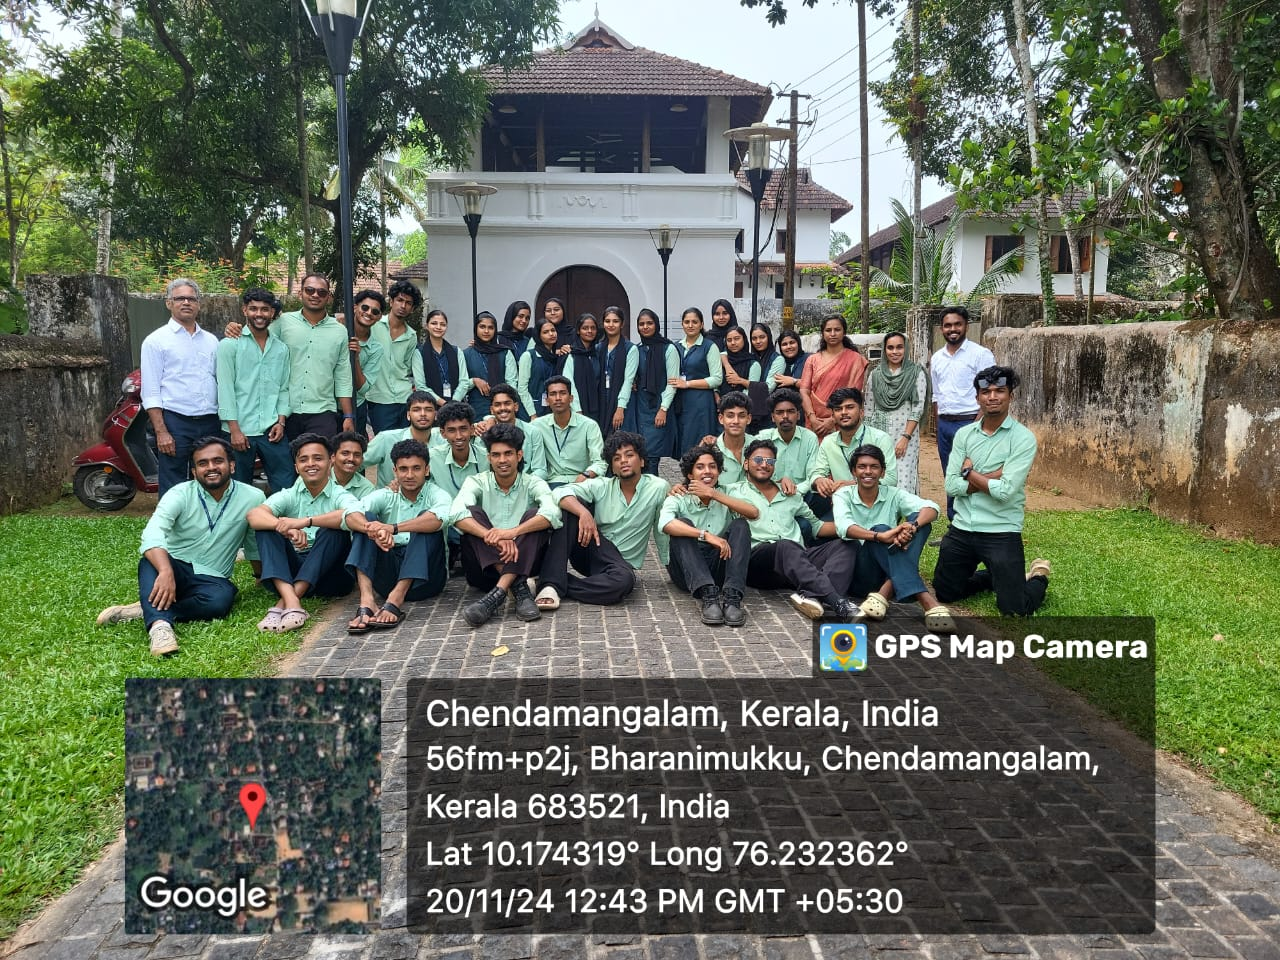 GPS Map Camera
Chendamangalam, Kerala, India
56fm+p2j, Bharanimukku, Chendamangalam,
Kerala 683521, India
Lat 10.174319° Long 76.232362°
20/11/24 12:43 PM GMT +05:30
Google